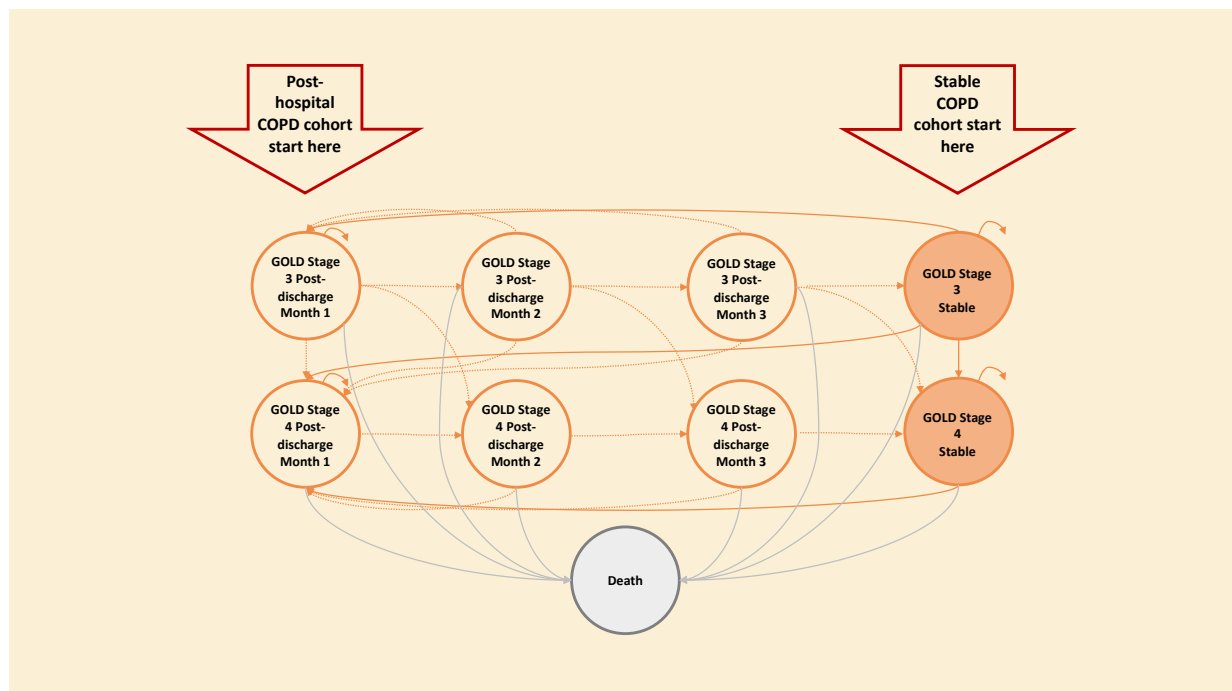 Post-
hospital
COPD cohort
start here
Stable
COPD
cohort start
here
GOLD Stage
3 Post-
discharge
Month 1
GOLD Stage
3 Post-
discharge
Month 2
GOLD Stage
3 Post-
discharge
Month 3
GOLD Stage
3
Stable
GOLD Stage
4 Post-
discharge
Month 1
GOLD Stage
4 Post-
discharge
Month 2
GOLD Stage
4 Post-
discharge
Month 3
GOLD Stage
4
Stable
Death